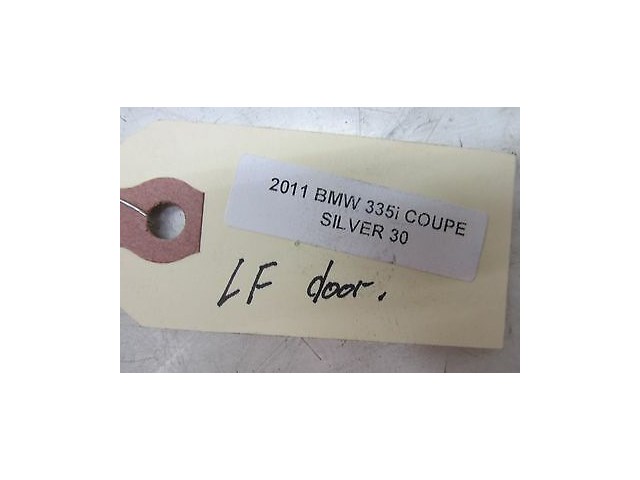 2011 BMW 335i COUPE
SILVER 30
LF door.